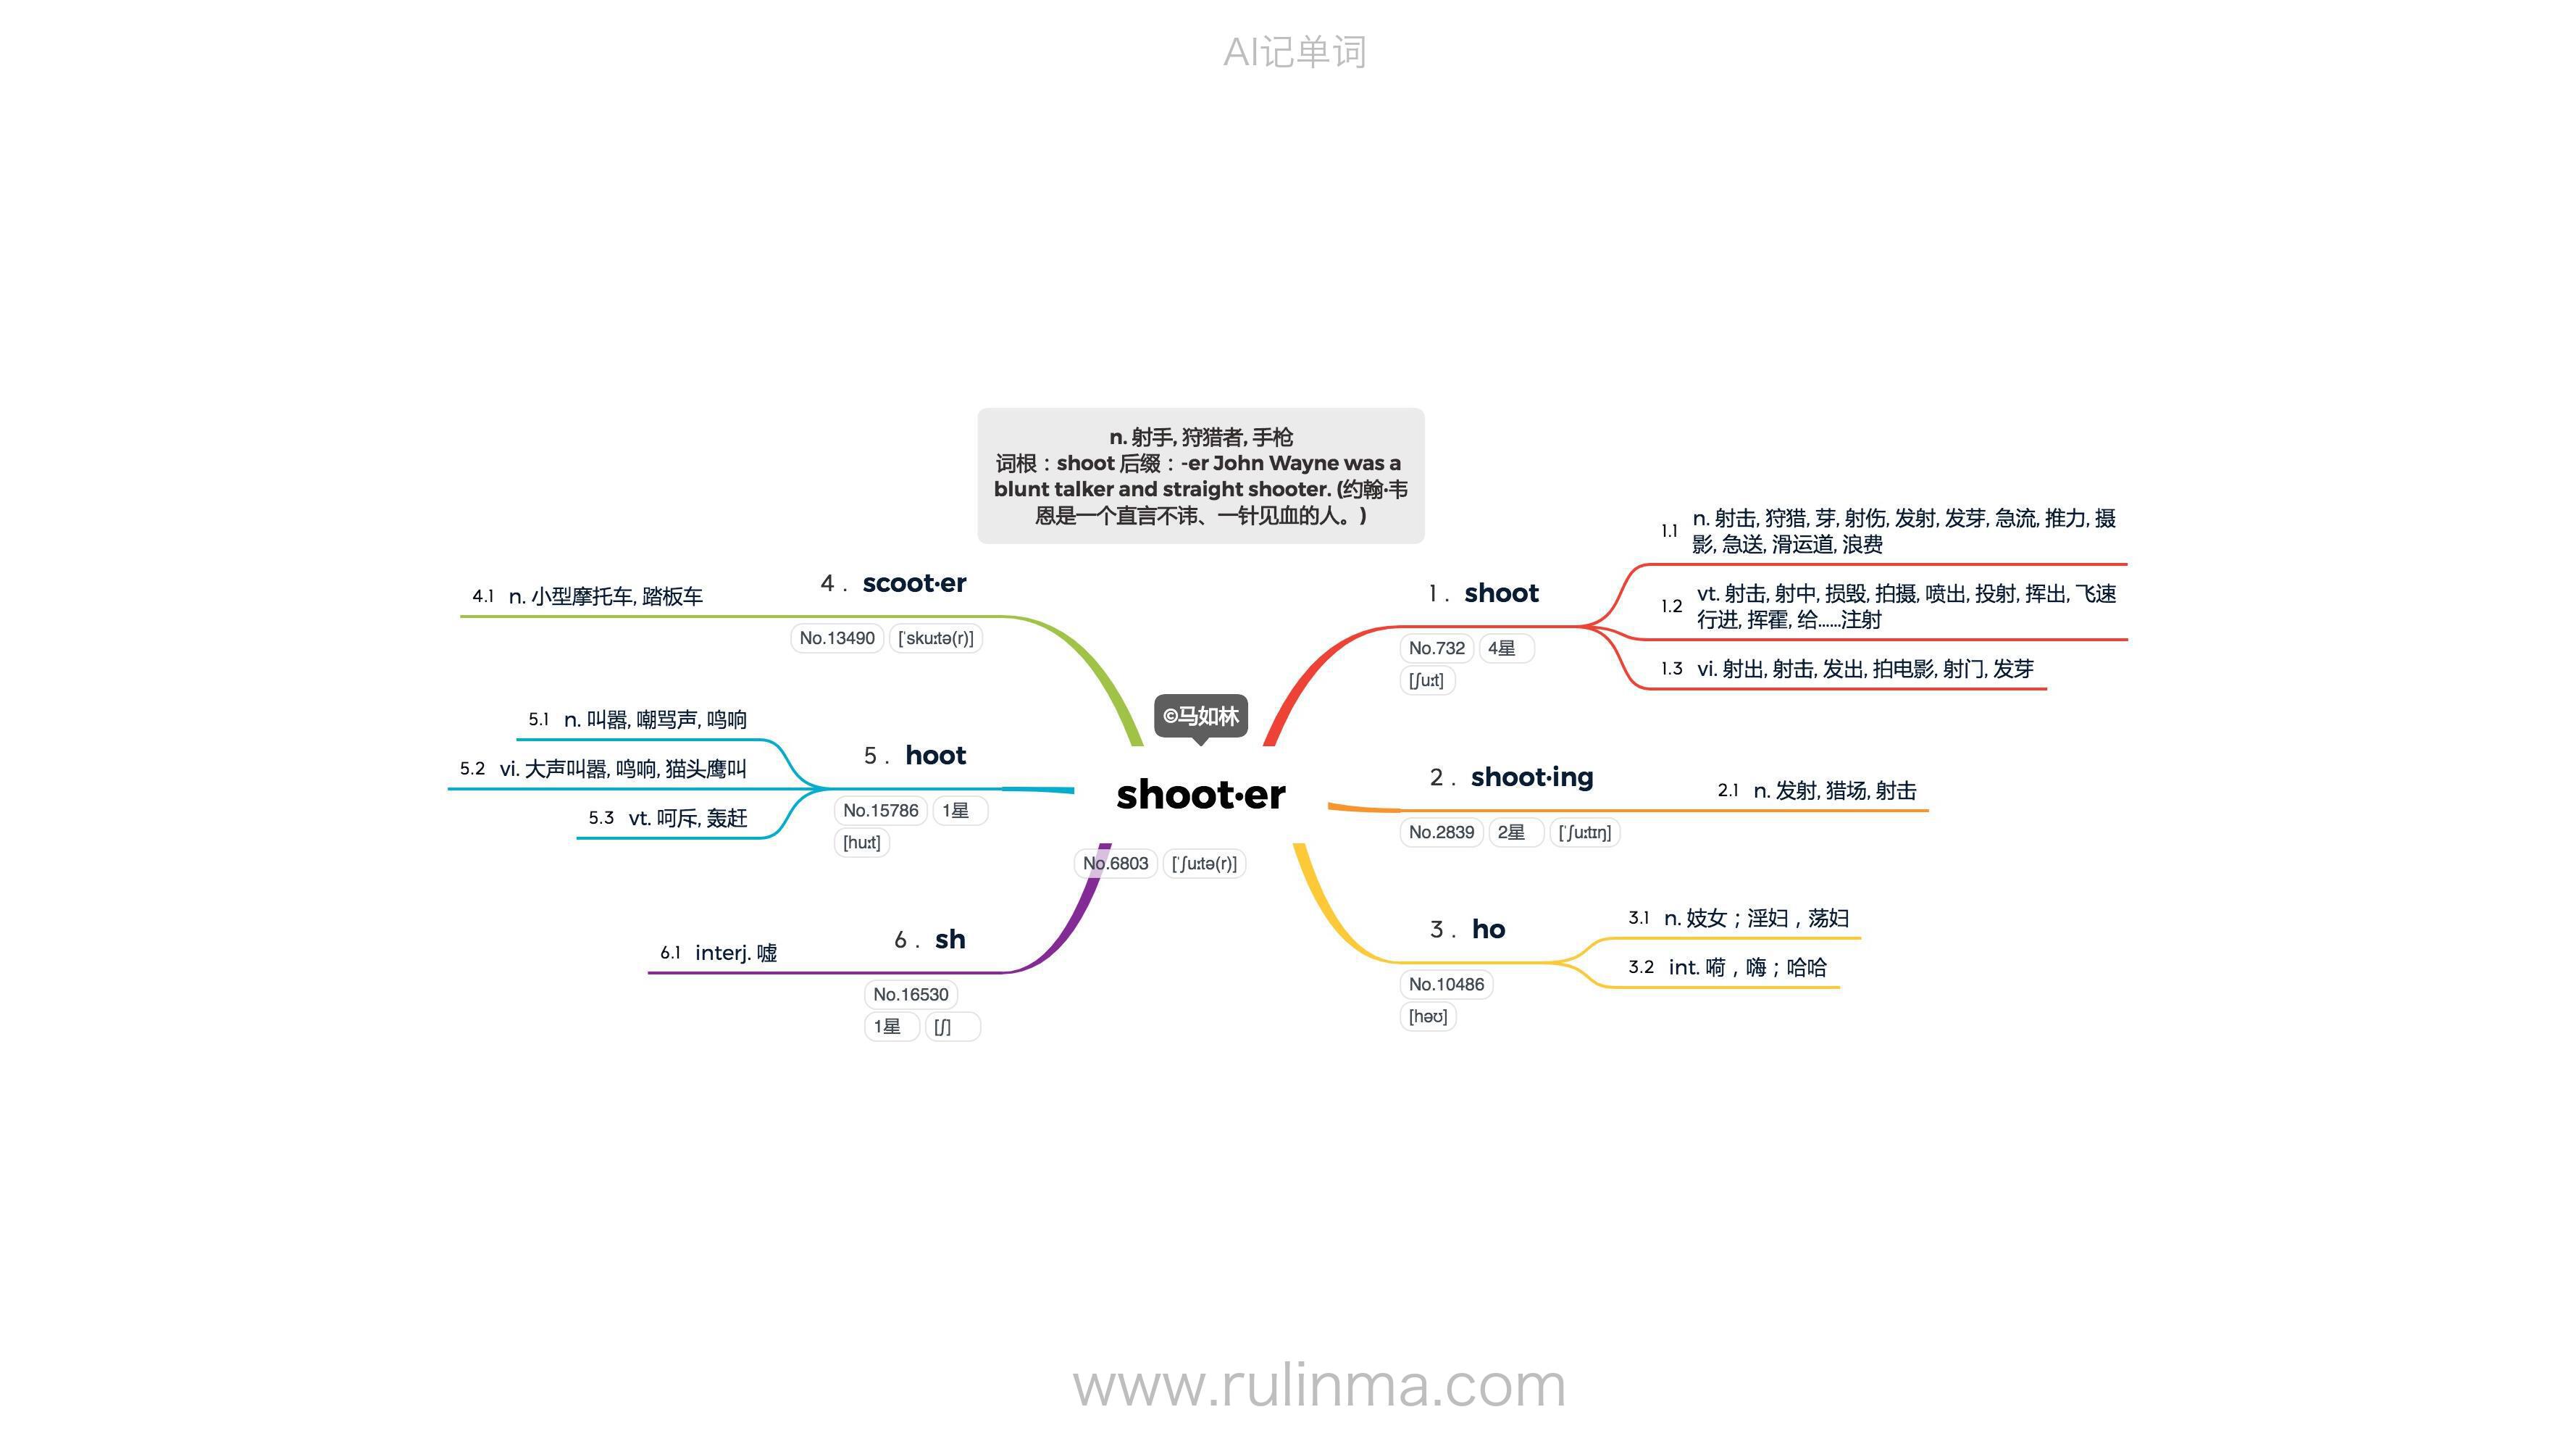 AI记单词
n. 射手, 狩猎者, 手枪
词根：shoot 后缀：-er John Wayne was a
blunt talker and straight shooter. (约翰·韦
恩是一个直言不讳、一针见血的人。)
©马如林
shoot·er
No.6803 [ˈʃuːtə(r)]
1 . shoot
No.732 4星
[ʃuːt]
1.1 n. 射击, 狩猎, 芽, 射伤, 发射, 发芽, 急流, 推力, 摄
影, 急送, 滑运道, 浪费
1.2 vt. 射击, 射中, 损毁, 拍摄, 喷出, 投射, 挥出, 飞速
行进, 挥霍, 给......注射
1.3 vi. 射出, 射击, 发出, 拍电影, 射门, 发芽
2 . shoot·ing
No.2839 2星 [ˈʃuːtɪŋ]
2.1 n. 发射, 猎场, 射击
3 . ho
No.10486
[həʊ]
3.1 n. 妓女；淫妇，荡妇
3.2 int. 嗬，嗨；哈哈
4 . scoot·er
No.13490 [ˈskuːtə(r)]
4.1 n. 小型摩托车, 踏板车
5 . hoot
No.15786 1星
[huːt]
5.1 n. 叫嚣, 嘲骂声, 鸣响
5.2 vi. 大声叫嚣, 鸣响, 猫头鹰叫
5.3 vt. 呵斥, 轰赶
6 . sh
No.16530
1星 [ʃ]
6.1 interj. 嘘
www.rulinma.com